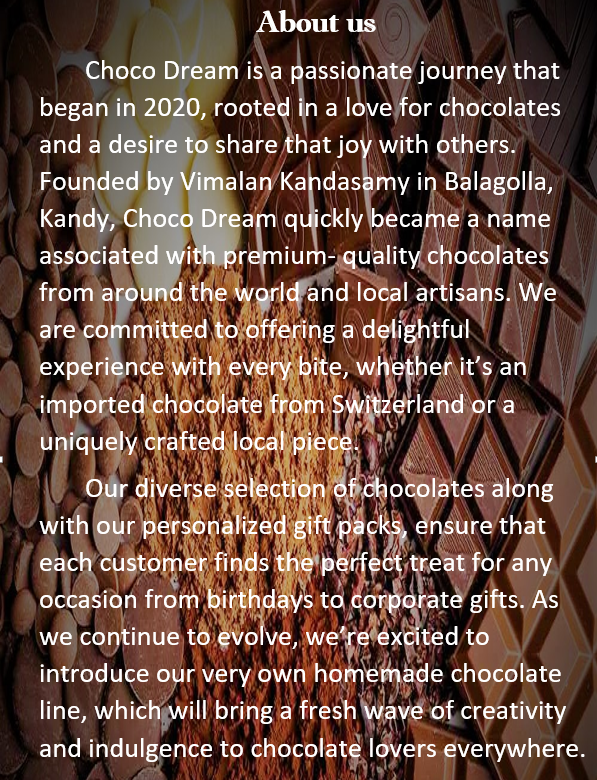 About us
Choco Dream is a passionate journey that
began in 2020, rooted in a love for chocolates
and a desire to share that joy with others.
Founded by Vimalan Kandasamy in Balagolla,
Kandy, Choco Dream quickly became a name
associated with premium- quality chocolates
from around the world and local artisans. We
are committed to offering a delightful
experience with every bite, whether it’s an
imported chocolate from Switzerland or a
uniquely crafted local piece.
Our diverse selection of chocolates along
with our personalized gift packs, ensure that
each customer finds the perfect treat for any
occasion from birthdays to corporate gifts. As
we continue to evolve, we’re excited to
introduce our very own homemade chocolate
line, which will bring a fresh wave of creativity
and indulgence to chocolate lovers everywhere.